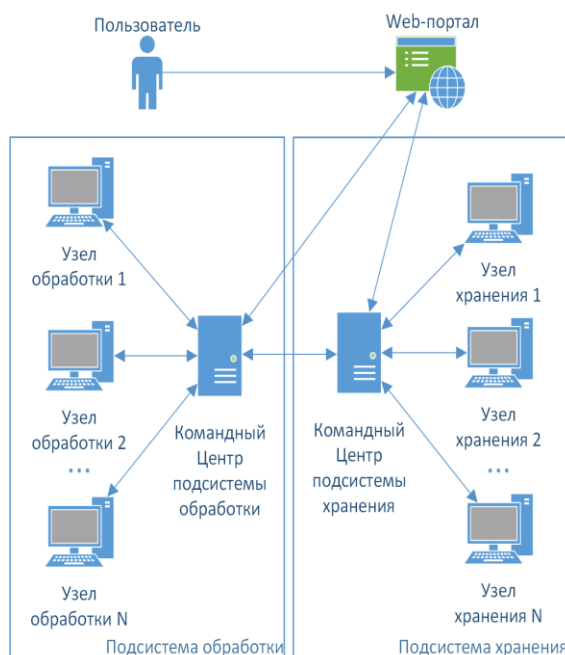 Пользователь
Web-портал
Узел
обработки 1
Узел
обработки 2
...
Узел
обработки N
Командный
Центр
подсистемы
обработки
Подсистема обработки
Командный
Центр
подсистемы
хранения
Узел
хранения 1
Узел
хранения 2
...
Узел
хранения N
Подсистема хранения